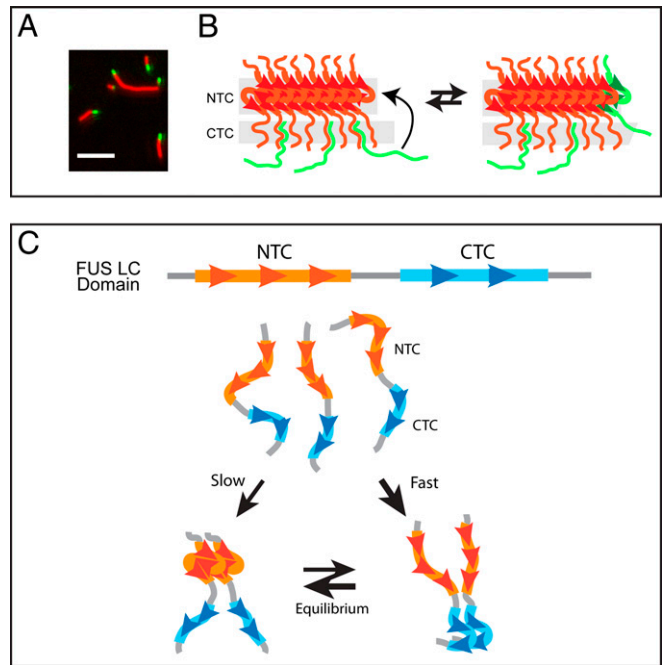 A
B
NTC
CTC
C
FUS LC
Domain
NTC
CTC
NTC
CTC
Slow
Fast
Equilibrium